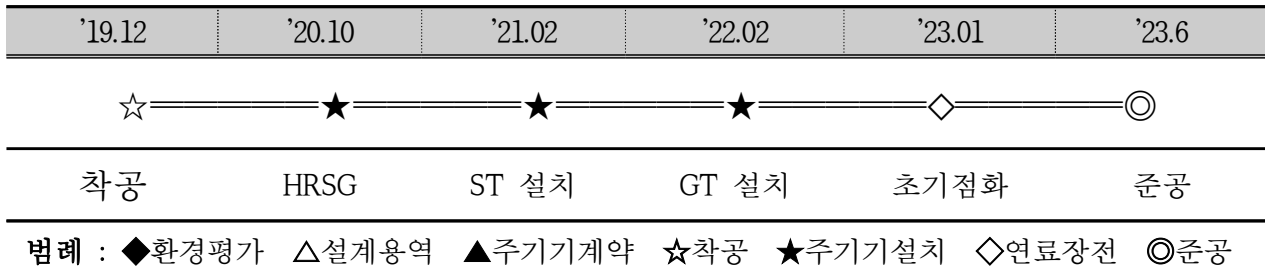 ’19.12 ’20.10 ’21.02 ’22.02 ’23.01 ’23.6
☆═════★═════★═════★═════◇═════◎
착공 HRSG ST 설치 GT 설치 초기점화 준공
범례 : ◆환경평가 △설계용역 ▲주기기계약 ☆착공 ★주기기설치 ◇연료장전 ◎준공